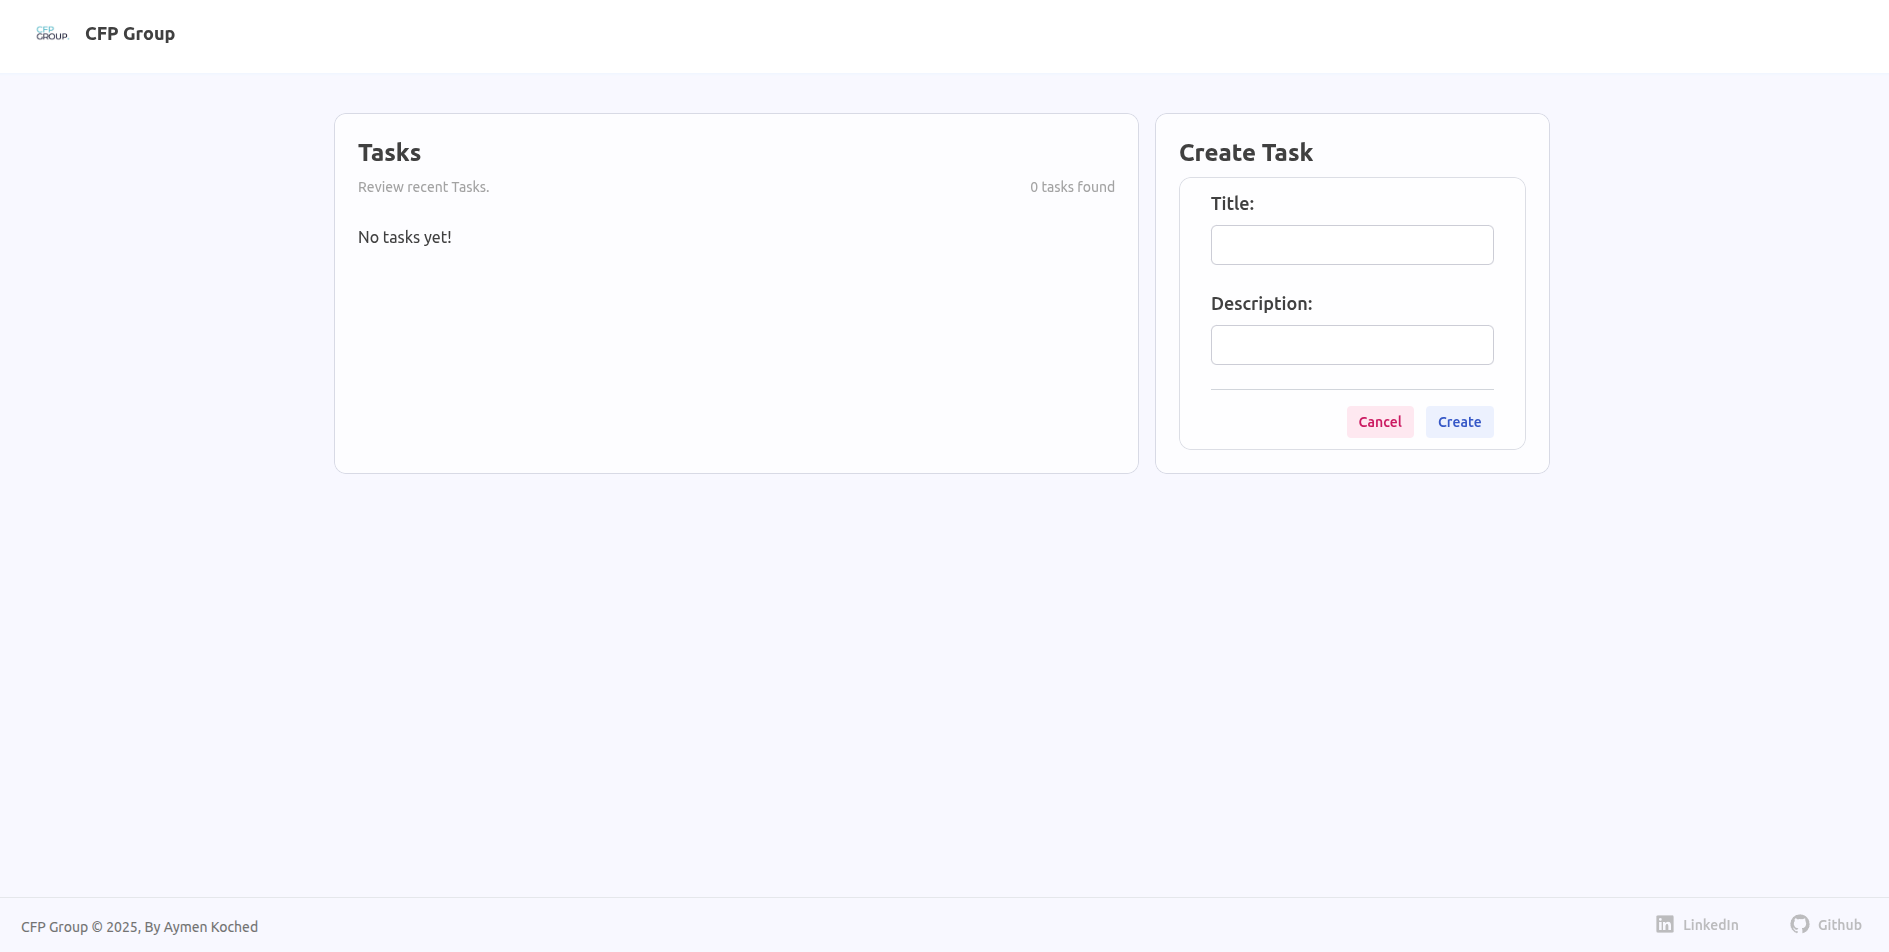 CFP
GROUP.
CFP Group
Tasks
Review recent Tasks.
0 tasks found
No tasks yet!
Create Task
Title:
Description:
Cancel
Create
CFP Group © 2025, By Aymen Koched
LinkedIn
Github